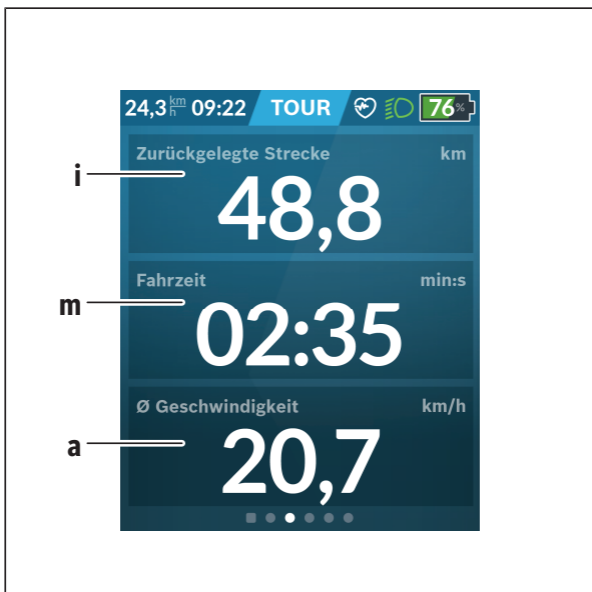 24,3 km/h 09:22 TOUR 76%
Zurückgelegte Strecke km
i
48,8
Fahrzeit min:s
m
02:35
Ø Geschwindigkeit km/h
a
20,7